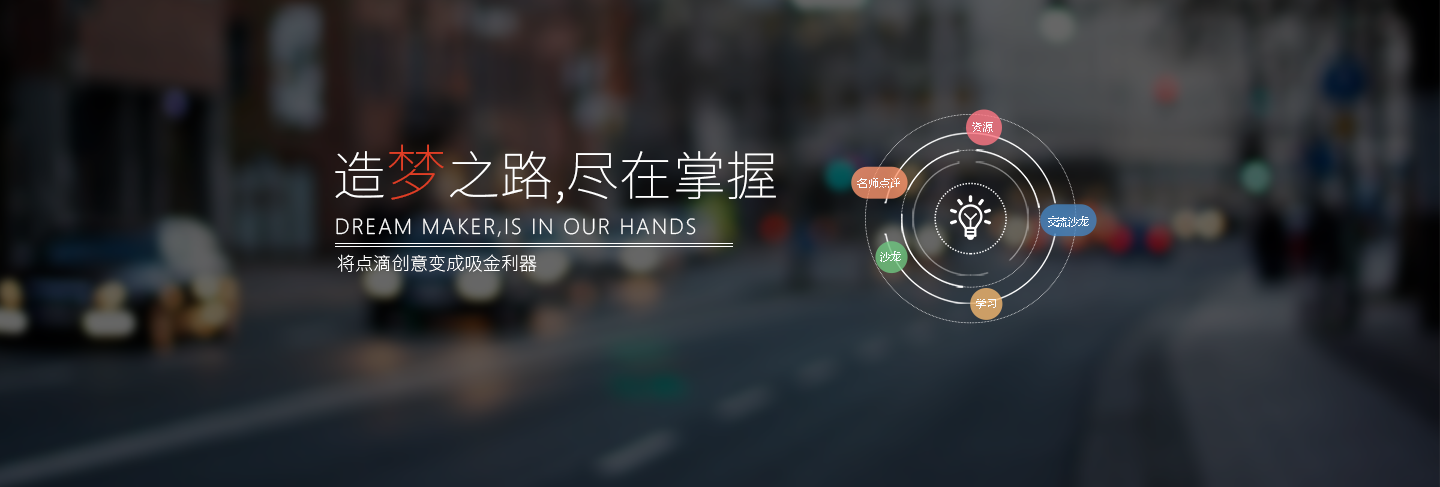 造梦之路,尽在掌握
DREAM MAKER,IS IN OUR HANDS
将点滴创意变成吸金利器
资源
名师点评
交流沙龙
沙龙
学习